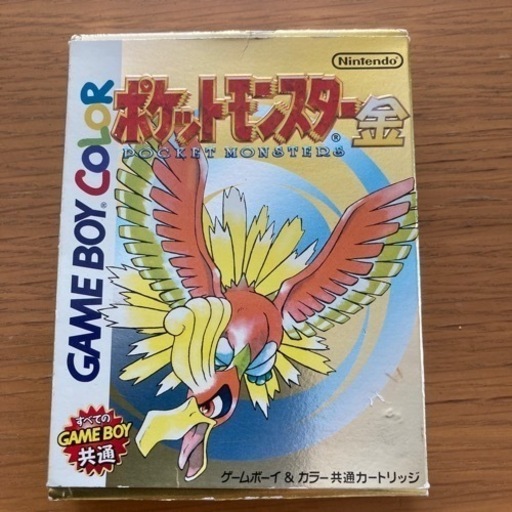 Nintendo
GAME BOY COLOR
ポケットモンスター金
®
POCKET MONSTERS
すべての
GAME BOY
共通
ゲームボーイ & カラー 共通カートリッジ